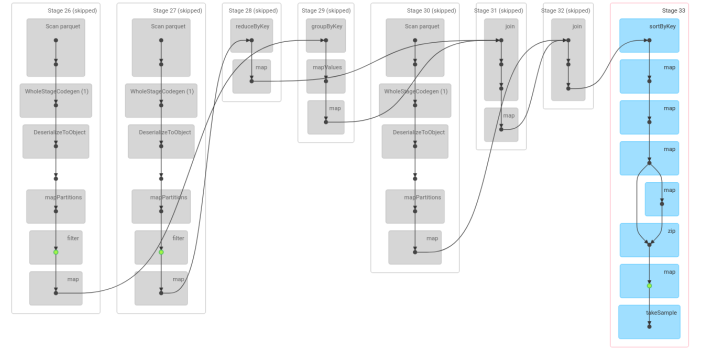 Stage 26 (skipped)
Scan parquet
WholeStageCodegen (1)
DeserializeToObject
mapPartitions
filter
map
Stage 27 (skipped)
Scan parquet
WholeStageCodegen (1)
DeserializeToObject
mapPartitions
filter
map
Stage 28 (skipped)
reduceByKey
map
Stage 29 (skipped)
groupByKey
mapValues
map
Stage 30 (skipped)
Scan parquet
WholeStageCodegen (1)
DeserializeToObject
mapPartitions
map
Stage 31 (skipped)
join
map
Stage 32 (skipped)
join
Stage 33
sortByKey
map
map
map
map
zip
map
takeSample